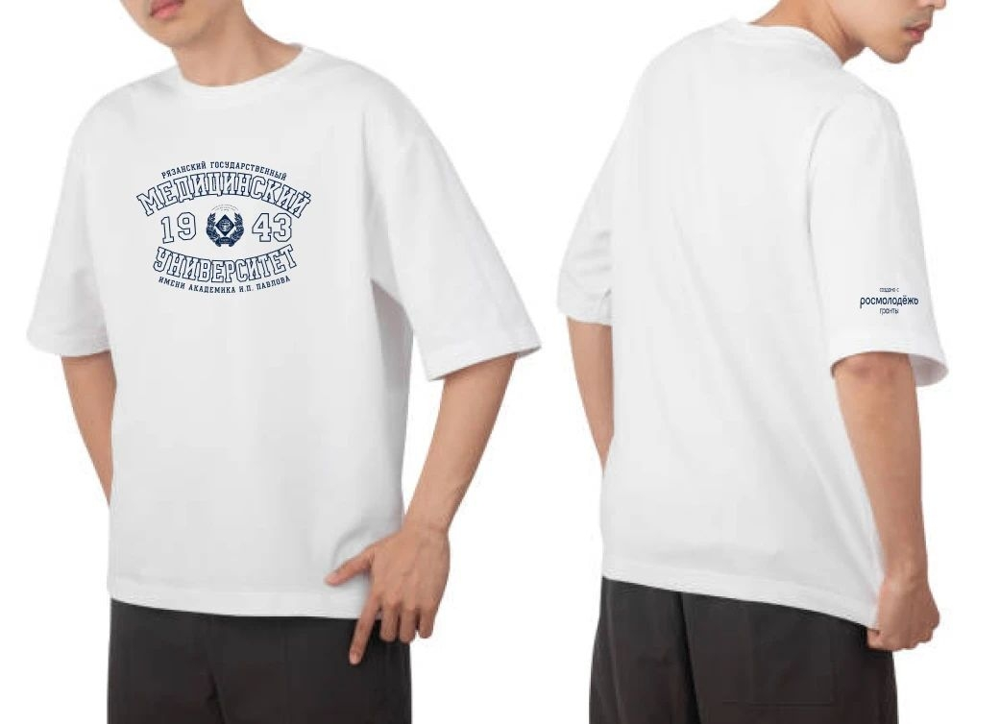 РЯЗАНСКИЙ ГОСУДАРСТВЕННЫЙ
МЕДИЦИНСКИЙ
19 43
УНИВЕРСИТЕТ
ИМЕНИ АКАДЕМИКА И.П. ПАВЛОВА
создано с
росмолодёжь
гранты